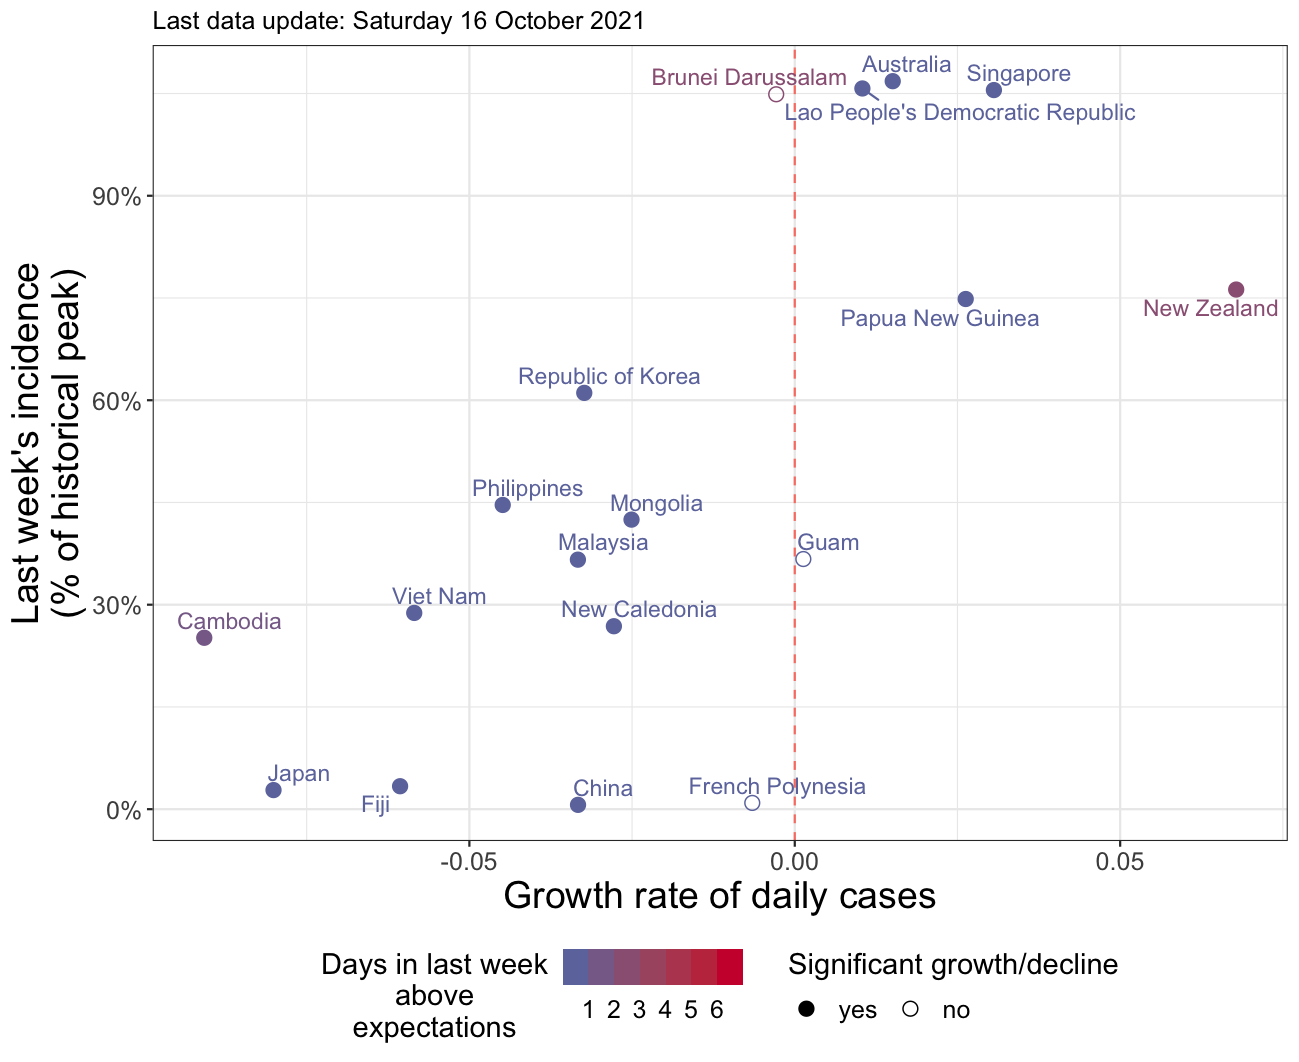 Last data update: Saturday 16 October 2021
Australia
Singapore
Brunei Darussalam
Lao People's Democratic Republic
90%
New Zealand
Papua New Guinea
Republic of Korea
60%
Philippines
Mongolia
Malaysia
Guam
Viet Nam
New Caledonia
30%
Cambodia
Japan
Fiji
China
French Polynesia
0%
Last week's incidence
(% of historical peak)
-0.05
0.00
0.05
Growth rate of daily cases
Days in last week
above
expectations
1 2 3 4 5 6
Significant growth/decline
yes
no